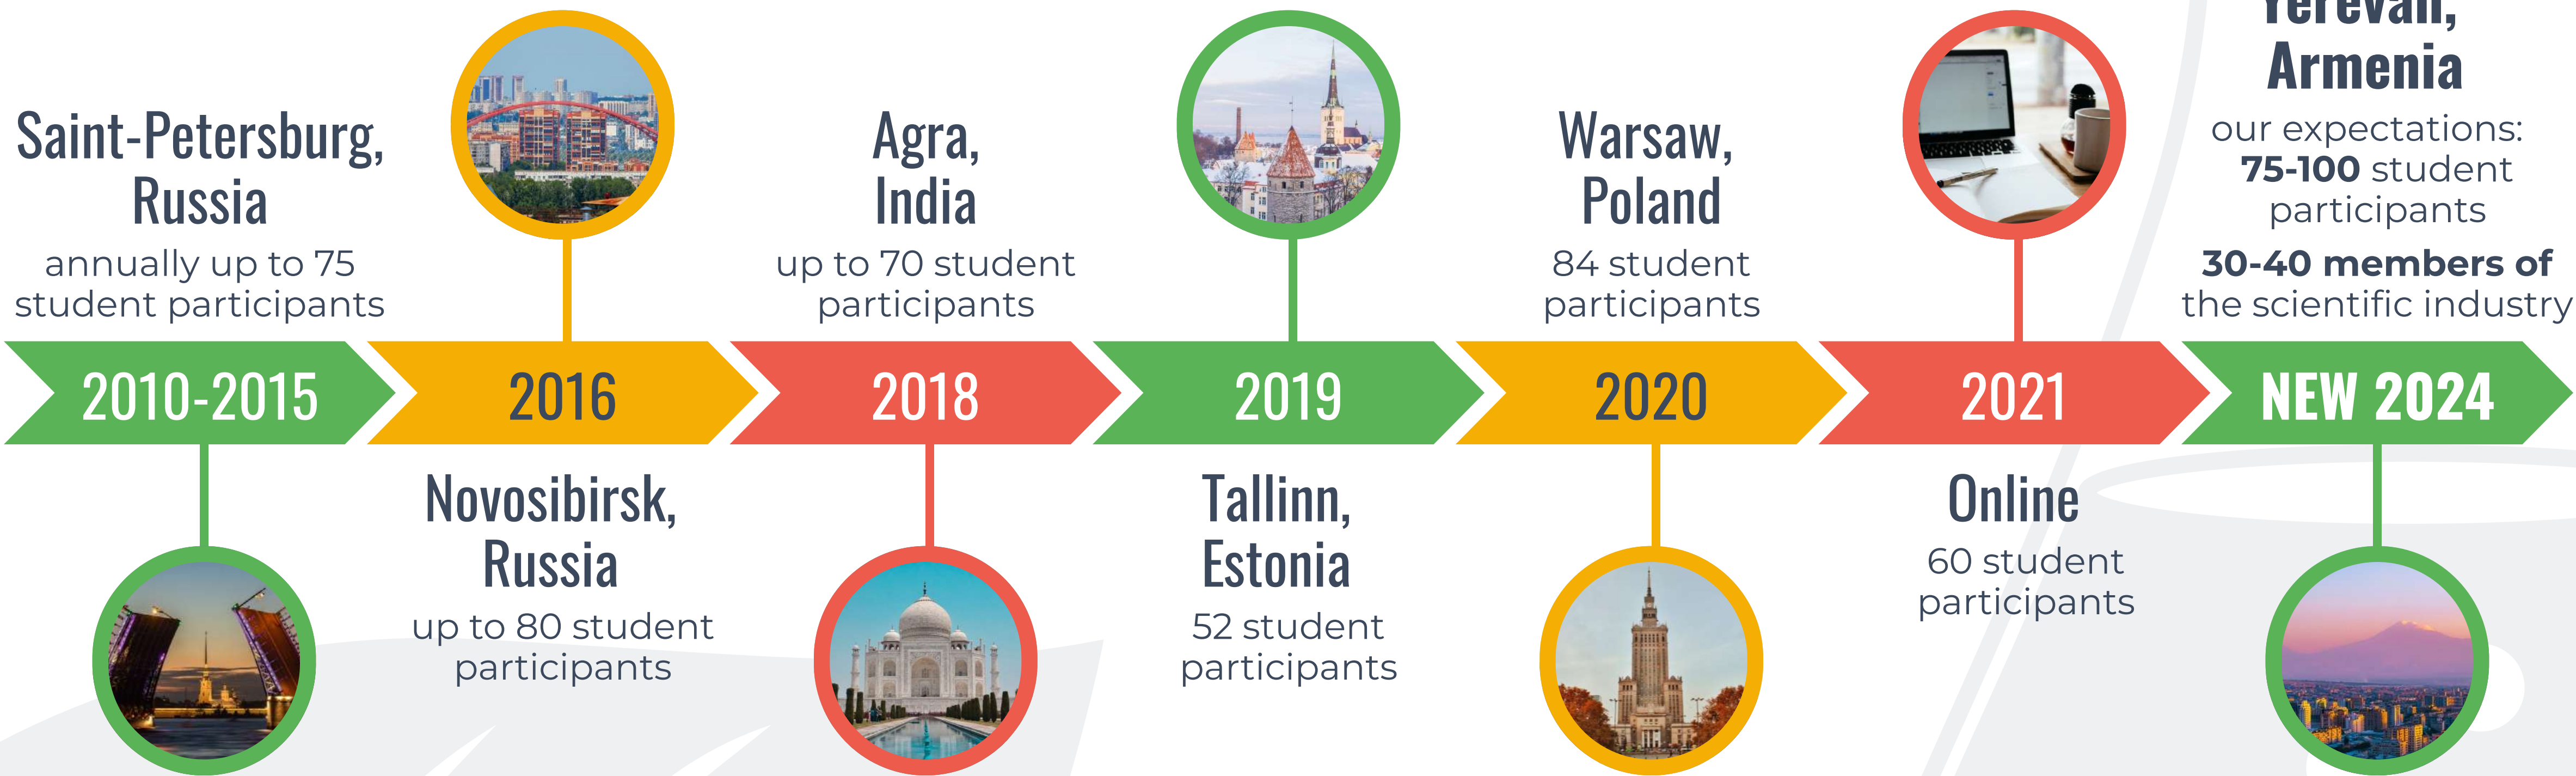 Saint-Petersburg,
Russia
annually up to 75
student participants
2010-2015
2016
Novosibirsk,
Russia
up to 80 student
participants
Agra,
India
up to 70 student
participants
2018
2019
Tallinn,
Estonia
52 student
participants
Warsaw,
Poland
84 student
participants
2020
2021
Online
60 student
participants
Yerevan,
Armenia
our expectations:
75-100 student
participants
30-40 members of
the scientific industry
NEW 2024